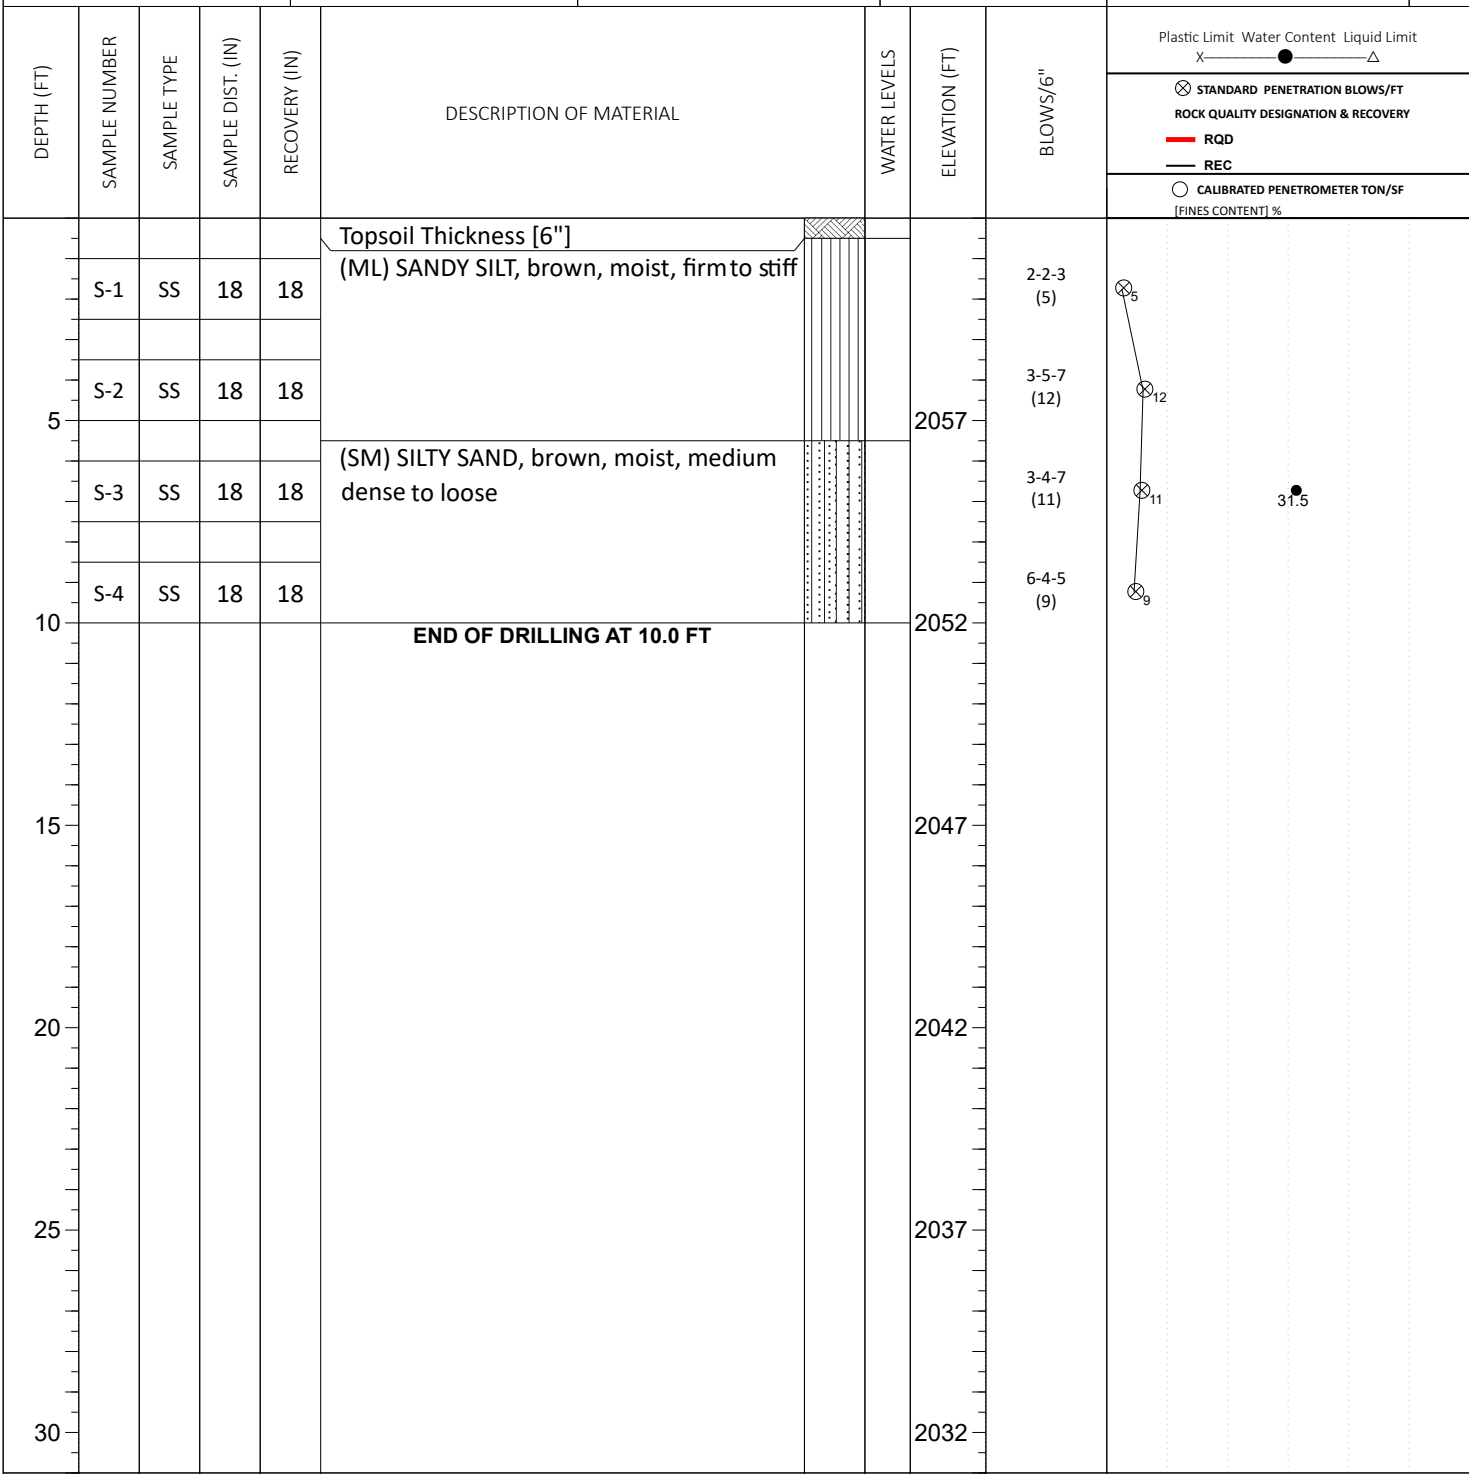 DEPTH (FT)
SAMPLE NUMBER
SAMPLE TYPE
SAMPLE DIST. (IN)
RECOVERY (IN)
DESCRIPTION OF MATERIAL
WATER LEVELS
ELEVATION (FT)
BLOWS/6"
Plastic Limit Water Content Liquid Limit
X
STANDARD PENETRATION BLOWS/FT
ROCK QUALITY DESIGNATION & RECOVERY
RQD
REC
CALIBRATED PENETROMETER TON/SF
[FINES CONTENT] %
Topsoil Thickness [6"]
(ML) SANDY SILT, brown, moist, firm to stiff
S-1 SS 18 18
2-2-3
(5)
5
S-2 SS 18 18
3-5-7
(12)
12
5
2057
(SM) SILTY SAND, brown, moist, medium
dense to loose
S-3 SS 18 18
3-4-7
(11)
11
31.5
S-4 SS 18 18
6-4-5
(9)
9
10
2052
END OF DRILLING AT 10.0 FT
15
2047
20
2042
25
2037
30
2032